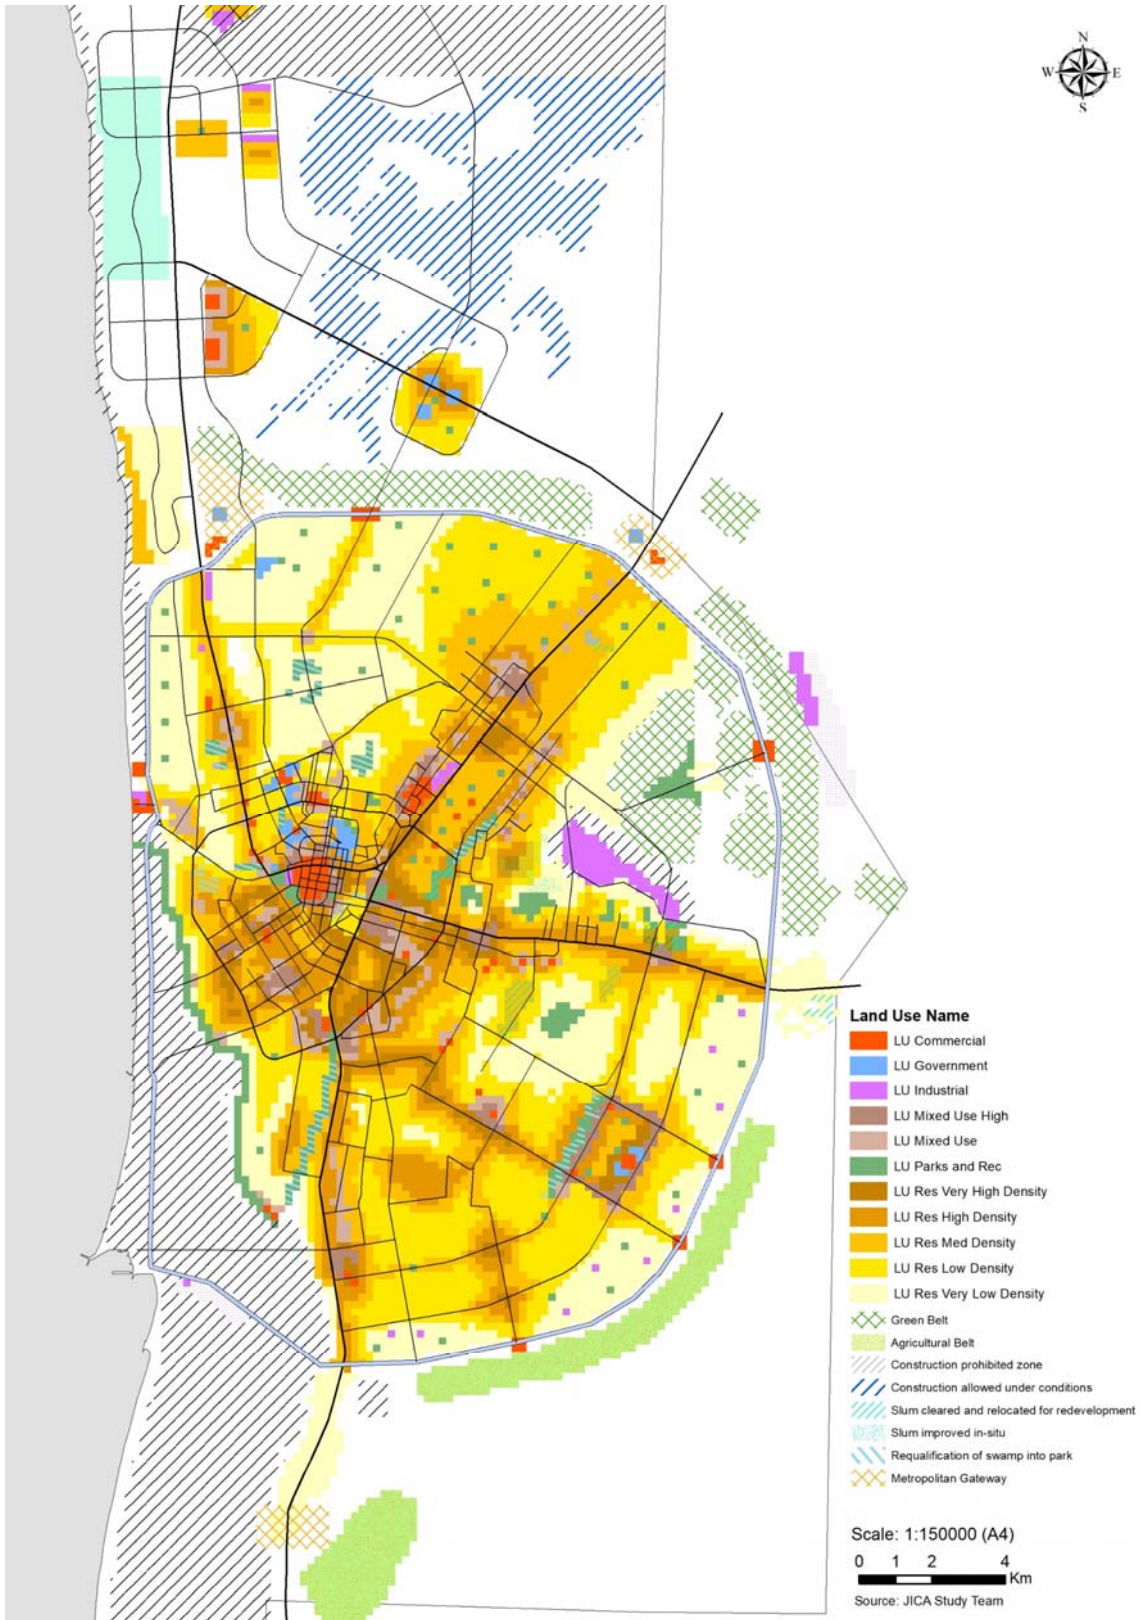 N
W E
S
Land Use Name
LU Commercial
LU Government
LU Industrial
LU Mixed Use High
LU Mixed Use
LU Parks and Rec
LU Res Very High Density
LU Res High Density
LU Res Med Density
LU Res Low Density
LU Res Very Low Density
Green Belt
Agricultural Belt
Construction prohibited zone
Construction allowed under conditions
Slum cleared and relocated for redevelopment
Slum improved in-situ
Requalification of swamp into park
Metropolitan Gateway
Scale: 1:150000 (A4)
0 1 2 4
Km
Source: JICA Study Team